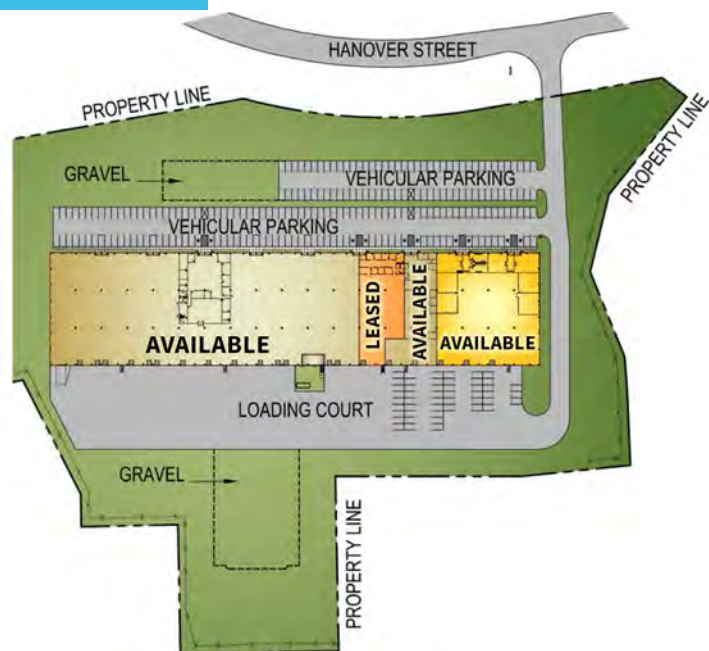 HANOVER STREET
PROPERTY LINE
PROPERTY LINE
GRAVEL
VEHICULAR PARKING
VEHICULAR PARKING
AVAILABLE
LEASED
AVAILABLE
AVAILABLE
LOADING COURT
GRAVEL
PROPERTY LINE